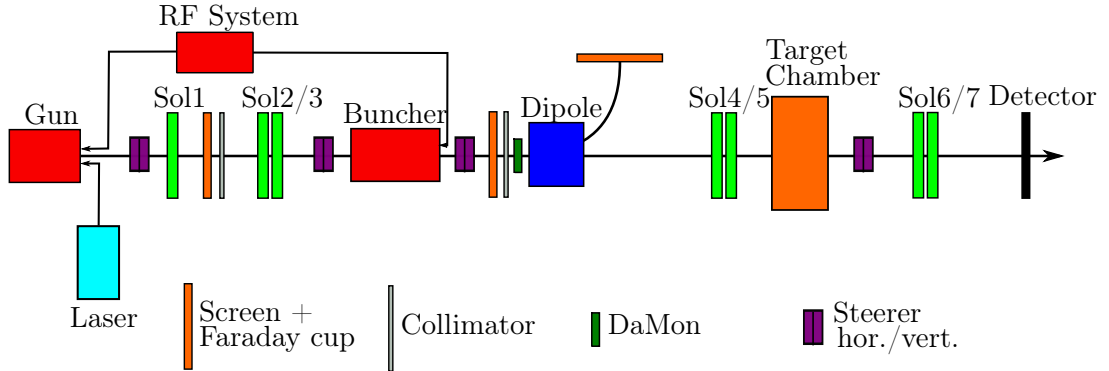 RF System
Gun
Sol1
Sol2/3
Buncher
Dipole
Sol4/5
Target
Chamber
Sol6/7
Detector
Laser
Screen +
Faraday cup
Collimator
DaMon
Steerer
hor./vert.